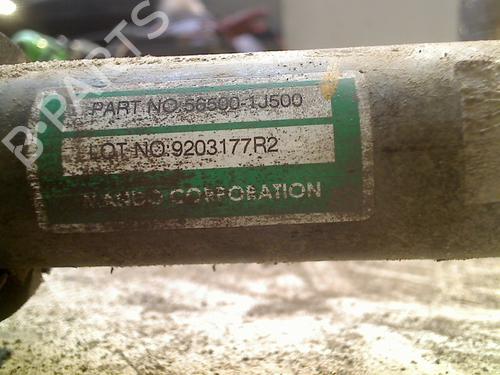 B-PARTS
PART NO.56500-1J500
LOT NO.9203177R2
MANDO CORPORATION